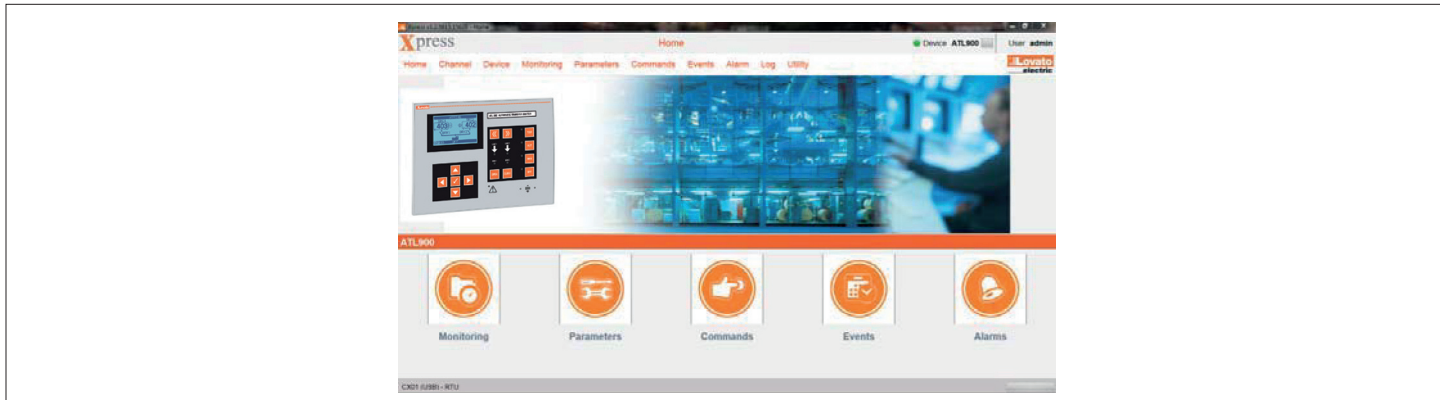 Xpress
Home
Device ATL900
User admin
Home Channel Device Monitoring Parameters Commands Events Alarm Log Utility
Lovato
electric
ATL900
Monitoring Parameters Commands Events Alarms
CX01 (USB) - RTU